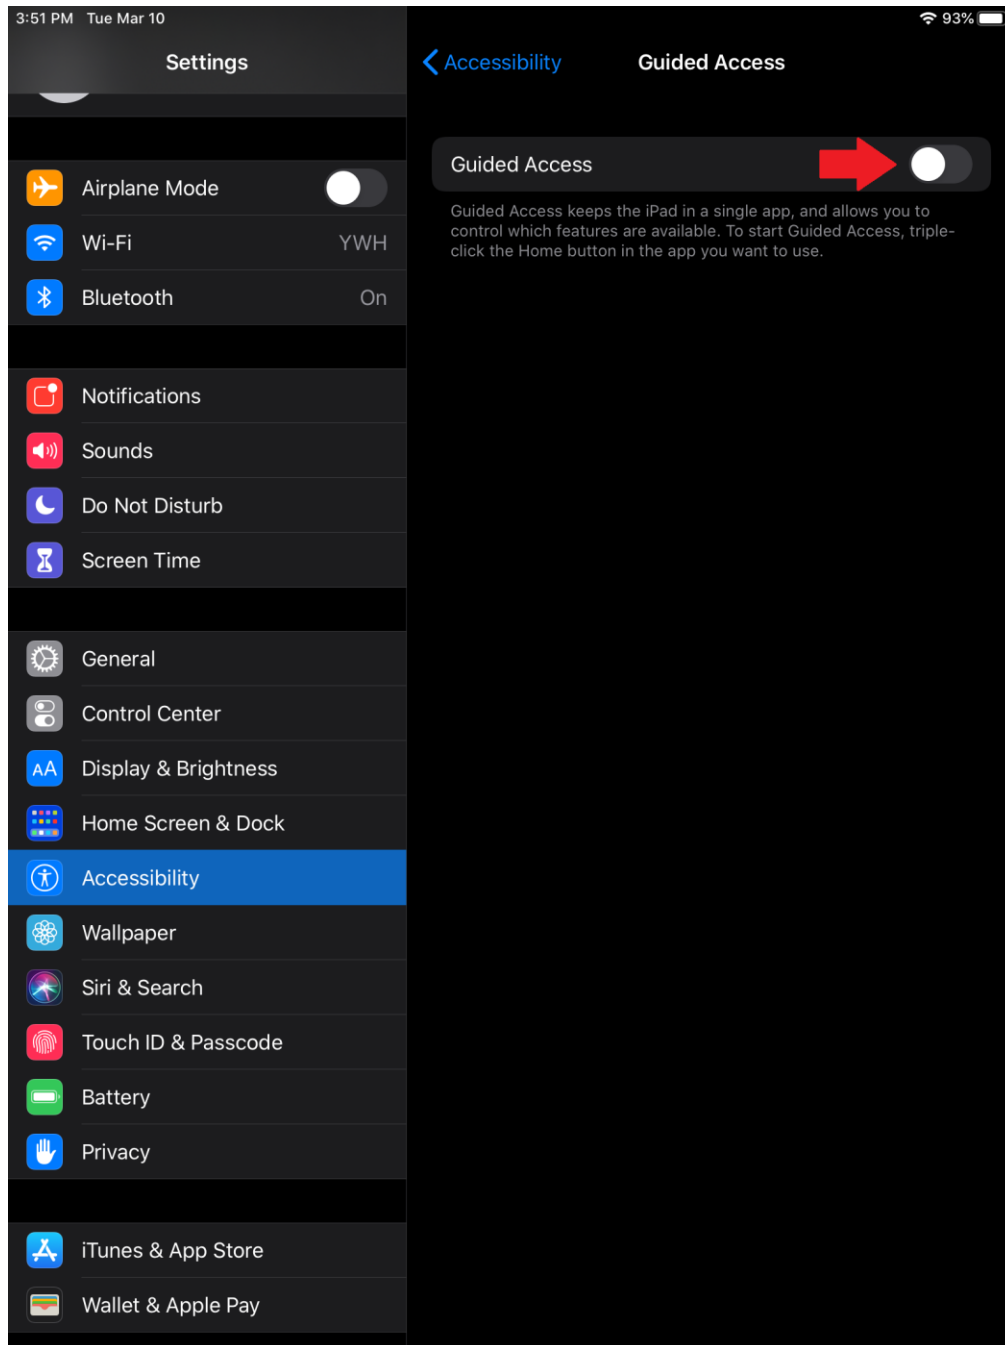 3:51 PM Tue Mar 10
93%
Settings
Airplane Mode
Wi-Fi YWH
Bluetooth On
Notifications
Sounds
Do Not Disturb
Screen Time
General
Control Center
AA Display & Brightness
Home Screen & Dock
Accessibility
Wallpaper
Siri & Search
Touch ID & Passcode
Battery
Privacy
iTunes & App Store
Wallet & Apple Pay
Accessibility
Guided Access
Guided Access
Guided Access keeps the iPad in a single app, and allows you to
control which features are available. To start Guided Access, triple-
click the Home button in the app you want to use.